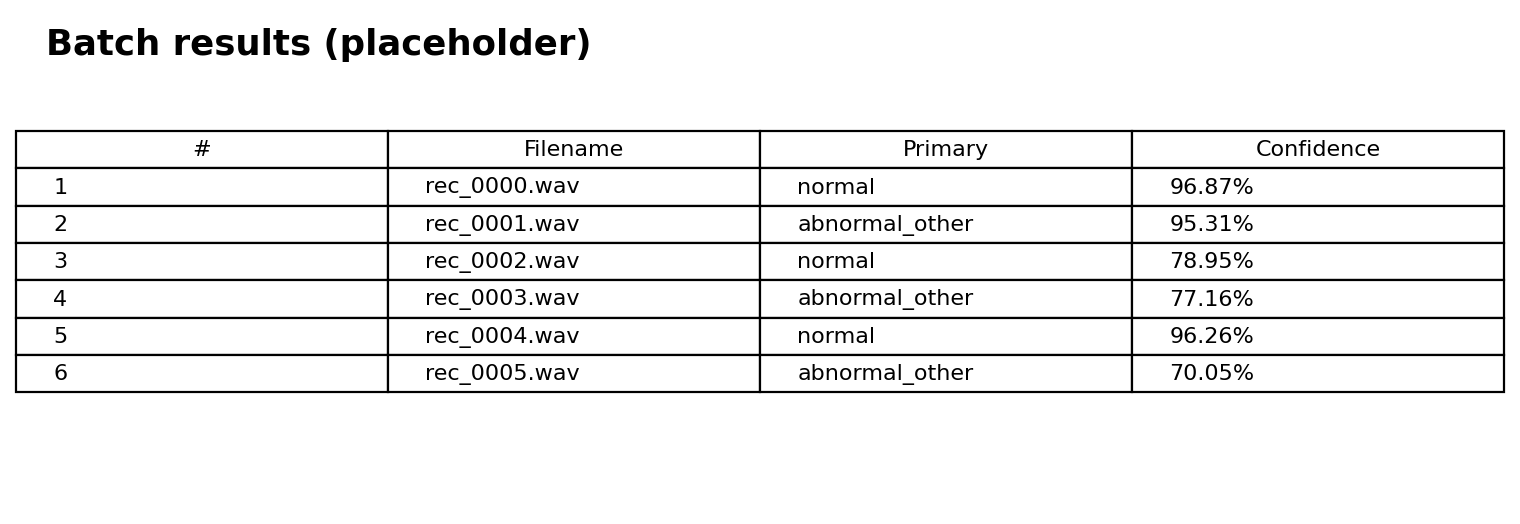 Batch results (placeholder)
# Filename Primary Confidence
1 rec_0000.wav normal 96.87%
2 rec_0001.wav abnormal_other 95.31%
3 rec_0002.wav normal 78.95%
4 rec_0003.wav abnormal_other 77.16%
5 rec_0004.wav normal 96.26%
6 rec_0005.wav abnormal_other 70.05%